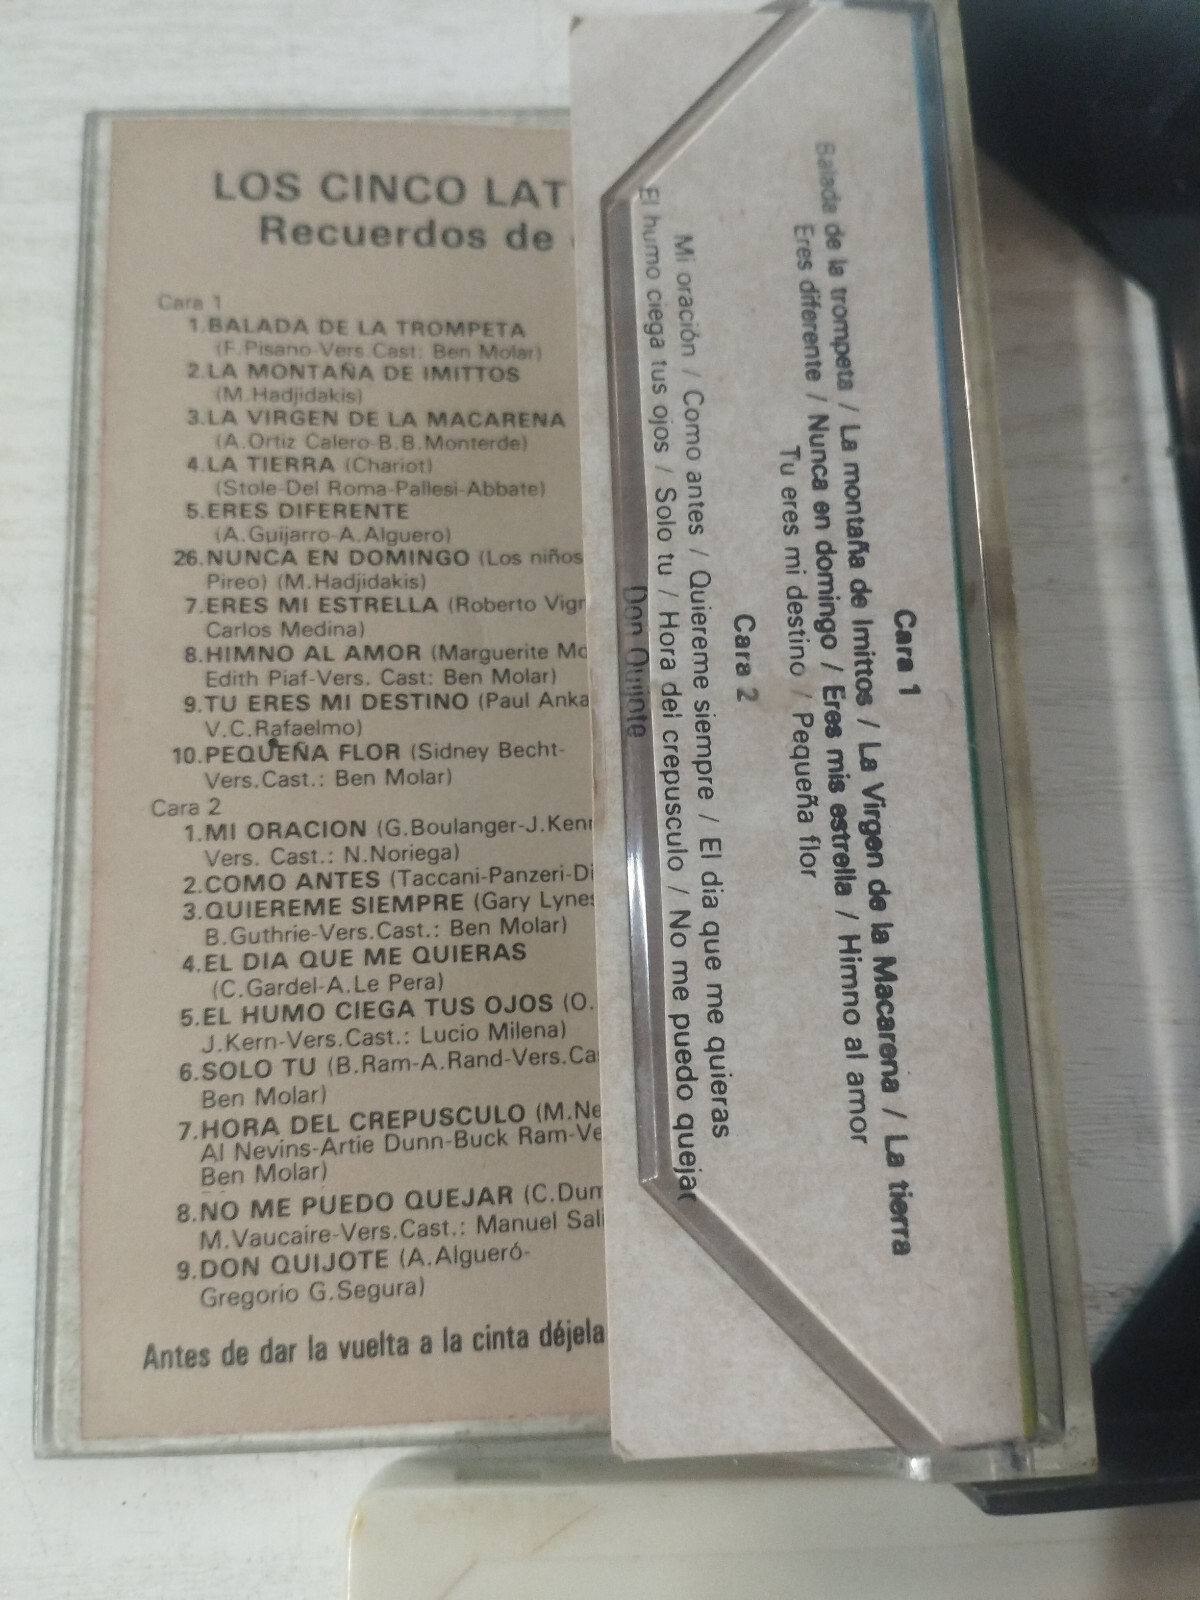 LOS CINCO LAT
Recuerdos de
Cara 1
1.BALADA DE LA TROMPETA
(F.Pisano-Vers.Cast: Ben Molar)
2.LA MONTAÑA DE IMITTOS
(M.Hadjidakis)
3.LA VIRGEN DE LA MACARENA
(A.Ortiz Calero-B.B.Monterde)
4.LA TIERRA (Chariot)
(Stole-Del Roma-Pallesi-Abbate)
5.ERES DIFERENTE
(A.Guijarro-A.Alguero)
26.NUNCA EN DOMINGO (Los niños
Pireo) (M.Hadjidakis)
7.ERES MI ESTRELLA (Roberto Vigr
Carlos Medina)
8.HIMNO AL AMOR (Marguerite Mo
Edith Piaf-Vers. Cast: Ben Molar)
9.TU ERES MI DESTINO (Paul Anka
V.C.Rafaelmo)
10.PEQUEÑA FLOR (Sidney Becht-
Vers.Cast.: Ben Molar)
Cara 2
1.MI ORACION (G.Boulanger-J.Kenn
Vers. Cast.: N.Noriega)
2.COMO ANTES (Taccani-Panzeri-Di
3.QUIEREME SIEMPRE (Gary Lynes
B.Guthrie-Vers.Cast.: Ben Molar)
4.EL DIA QUE ME QUIERAS
(C.Gardel-A.Le Pera)
5.EL HUMO CIEGA TUS OJOS (O.
J.Kern-Vers.Cast.: Lucio Milena)
6.SOLO TU (B.Ram-A.Rand-Vers.Ca
Ben Molar)
7.HORA DEL CREPUSCULO (M.Ne
Al Nevins-Artie Dunn-Buck Ram-Ve
Ben Molar)
8.NO ME PUEDO QUEJAR (C.Dum
M.Vaucaire-Vers.Cast.: Manuel Sali
9.DON QUIJOTE (A.Algueró-
Gregorio G.Segura)
Antes de dar la vuelta a la cinta déjela
Cara 1
Balada de la trompeta / La montaña de Imittos / La Virgen de la Macarena / La tierra
Eres diferente / Nunca en domingo / Eres mis estrella / Himno al amor
Tu eres mi destino / Pequeña flor
Cara 2
Mi oración / Como antes / Quiereme siempre / El dia que me quieras
El humo ciega tus ojos / Solo tu / Hora del crepusculo / No me puedo quejar
Don Quijote